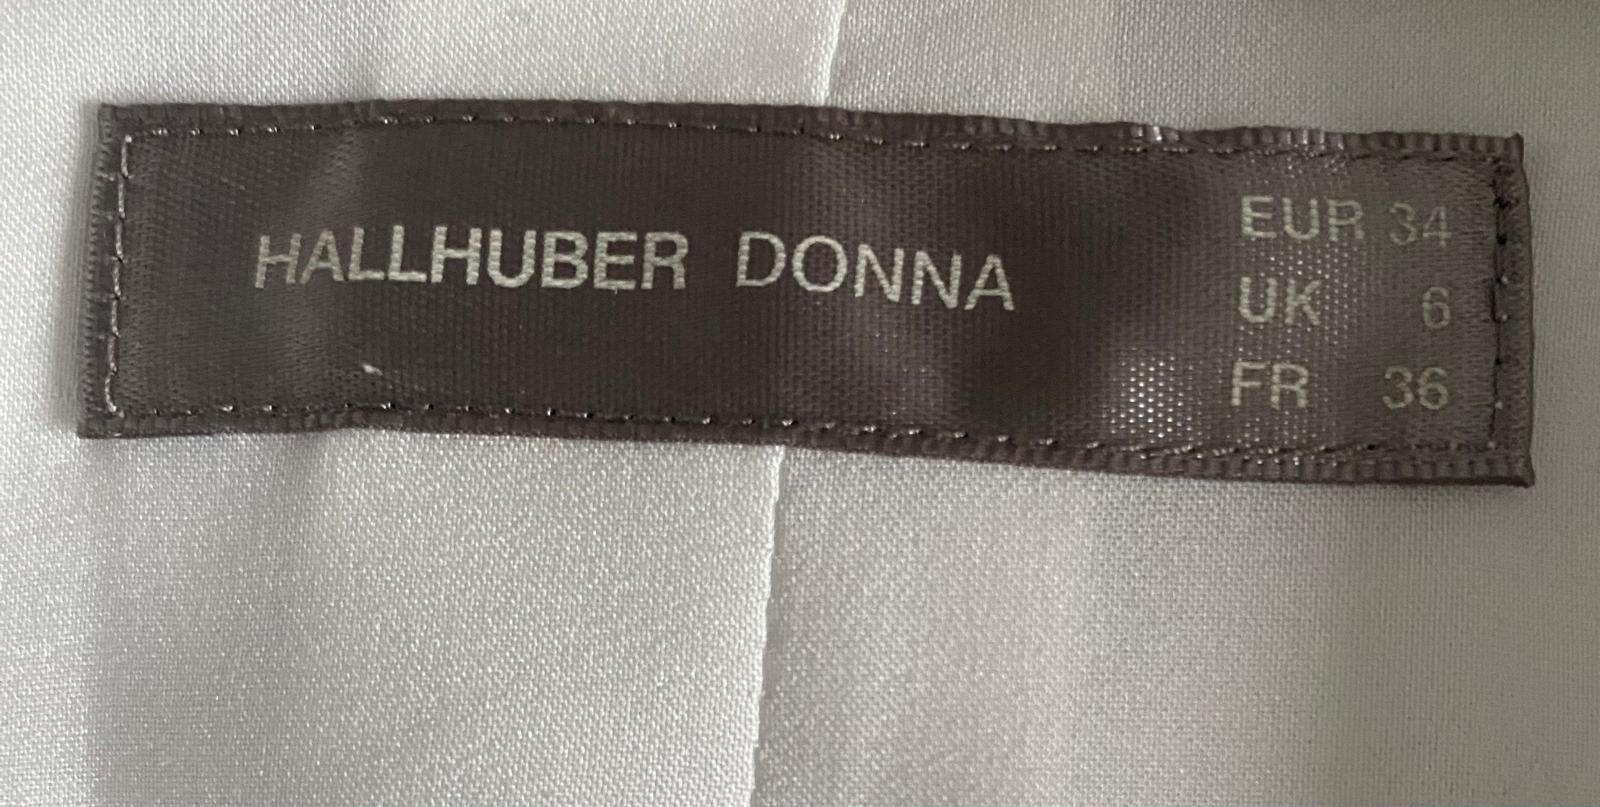 HALLHUBER DONNA
EUR 34
UK 6
FR 36